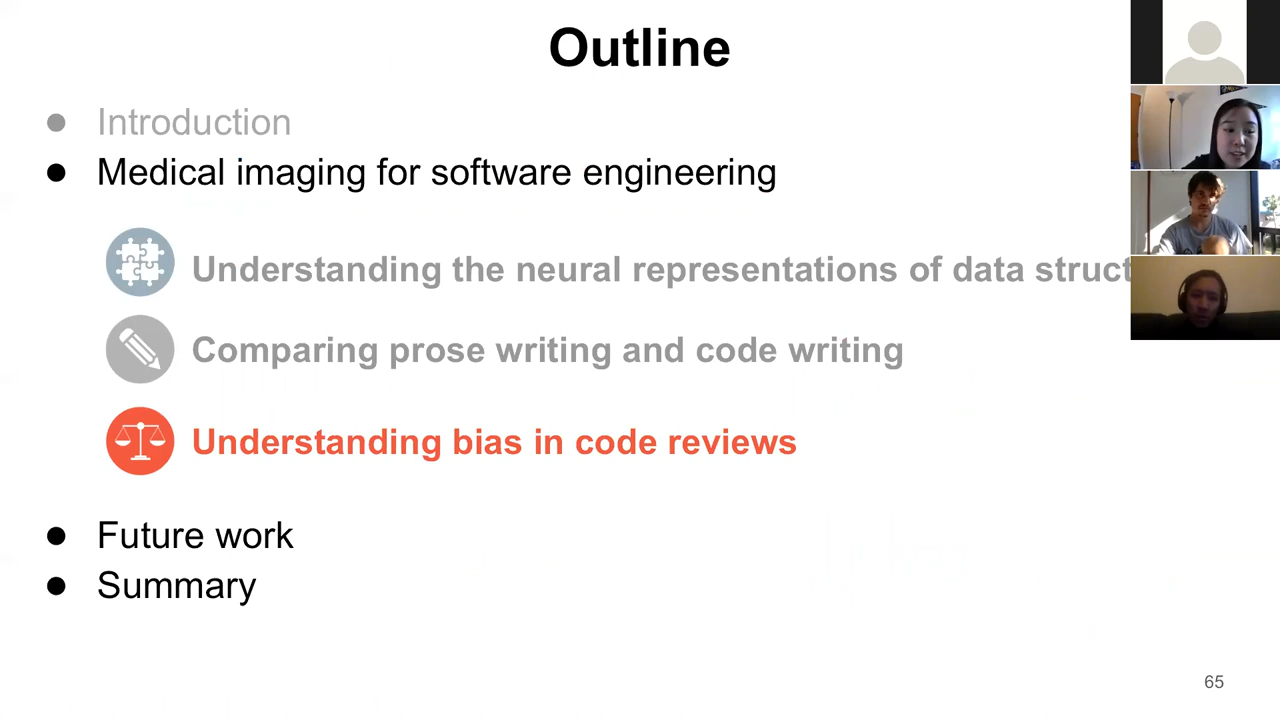 Outline
Introduction
Medical imaging for software engineering
Understanding the neural representations of data struct
Comparing prose writing and code writing
Understanding bias in code reviews
Future work
Summary
65